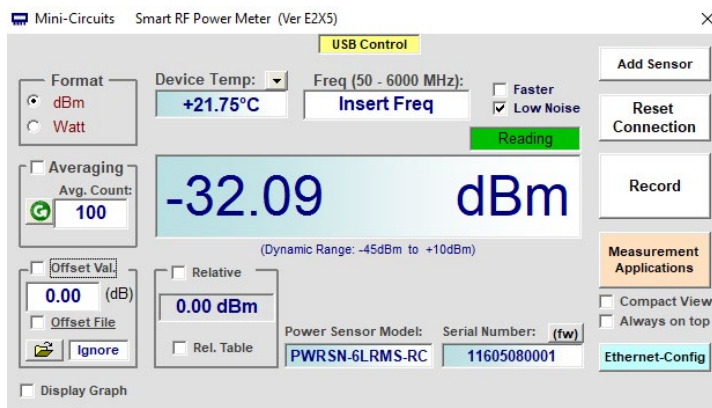 Mini-Circuits Smart RF Power Meter (Ver E2X5)
USB Control
Format
dBm
Watt
Device Temp:
+21.75°C
Freq (50 - 6000 MHz):
Insert Freq
Faster
Low Noise
Reading
Add Sensor
Reset
Connection
Averaging
Avg. Count:
100
-32.09 dBm
(Dynamic Range: -45dBm to +10dBm)
Record
Offset Val.
0.00 (dB)
Offset File
Ignore
Relative
0.00 dBm
Rel. Table
Power Sensor Model:
PWRSN-6LRMS-RC
Serial Number: (fw)
11605080001
Measurement
Applications
Compact View
Always on top
Ethernet-Config
Display Graph